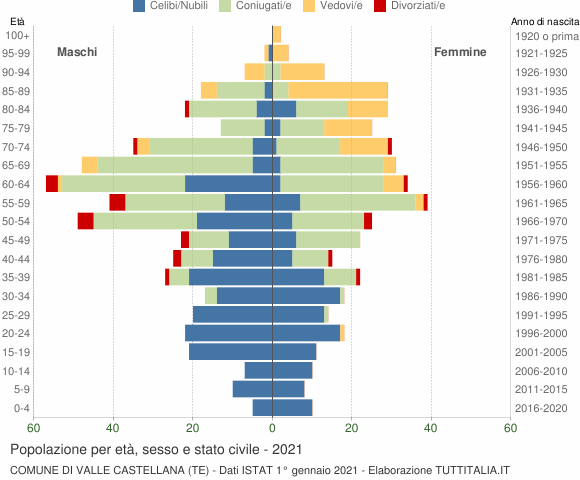 Celibi/Nubili Coniugati/e Vedovi/e Divorziati/e
Età Anno di nascita
Maschi Femmine
100+ 1920 o prima
95-99 1921-1925
90-94 1926-1930
85-89 1931-1935
80-84 1936-1940
75-79 1941-1945
70-74 1946-1950
65-69 1951-1955
60-64 1956-1960
55-59 1961-1965
50-54 1966-1970
45-49 1971-1975
40-44 1976-1980
35-39 1981-1985
30-34 1986-1990
25-29 1991-1995
20-24 1996-2000
15-19 2001-2005
10-14 2006-2010
5-9 2011-2015
0-4 2016-2020
60 40 20 0 20 40 60
Popolazione per età, sesso e stato civile - 2021
COMUNE DI VALLE CASTELLANA (TE) - Dati ISTAT 1° gennaio 2021 - Elaborazione TUTTITALIA.IT